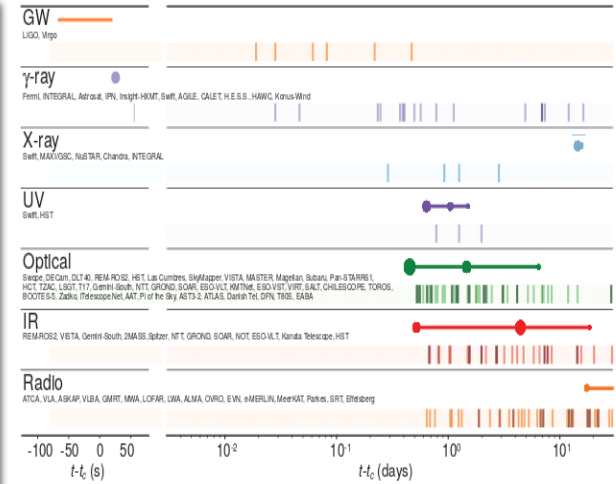 GW
LIGO, Virgo
γ-ray
Fermi, INTEGRAL, Astrosat, IPN, Insight-HXMT, Swift, AGILE, CALET, H.E.S.S., HAWC, Konus-Wind
X-ray
Swift, MAXI/GSC, NuSTAR, Chandra, INTEGRAL
UV
Swift, HST
Optical
Swope, DECam, DLT40, REM-ROS2, HST, Las Cumbres, SkyMapper, VISTA, MASTER, Magellan, Subaru, Pan-STARRS1,
HCT, TZAC, LSGT, T17, Gemini-South, NTT, GROND, SOAR, ESO-VLT, KMTNet, ESO-VST, VIRT, SALT, CHILESCOPE, TOROS,
BOOTES-5, Zadko, iTelescope.Net, AAT, Pi of the Sky, AST3-2, ATLAS, Danish Tel, DFN, T80S, EABA
IR
REM-ROS2, VISTA, Gemini-South, 2MASS,Spitzer, NTT, GROND, SOAR, NOT, ESO-VLT, Kanata Telescope, HST
Radio
ATCA, VLA, ASKAP, VLBA, GMRT, MWA, LOFAR, LWA, ALMA, OVRO, EVN, e-MERLIN, MeerKAT, Parkes, SRT, Effelsberg
-100 -50 0 50 10⁻² 10⁻¹ 10⁰ 10¹
t-t꜀ (s) t-t꜀ (days)